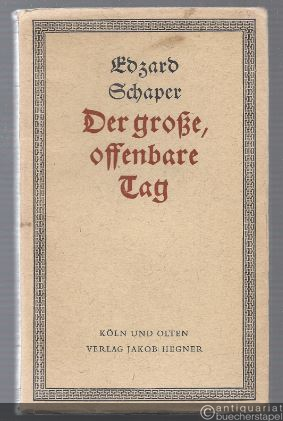 Edzard
Schaper
Der große,
offenbare
Tag
KÖLN UND OLTEN
VERLAG JAKOB HEGNER
antiquariat
buecherstapel